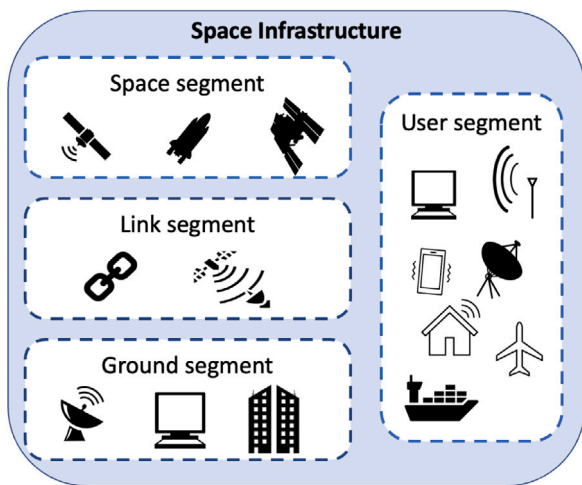 Space Infrastructure
Space segment
User segment
Link segment
Ground segment